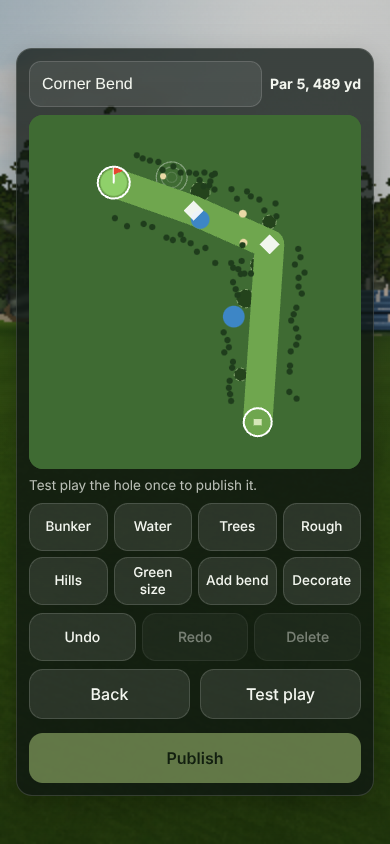 Corner Bend
Par 5, 489 yd
Test play the hole once to publish it.
Bunker
Water
Trees
Rough
Hills
Green
size
Add bend
Decorate
Undo
Redo
Delete
Back
Test play
Publish